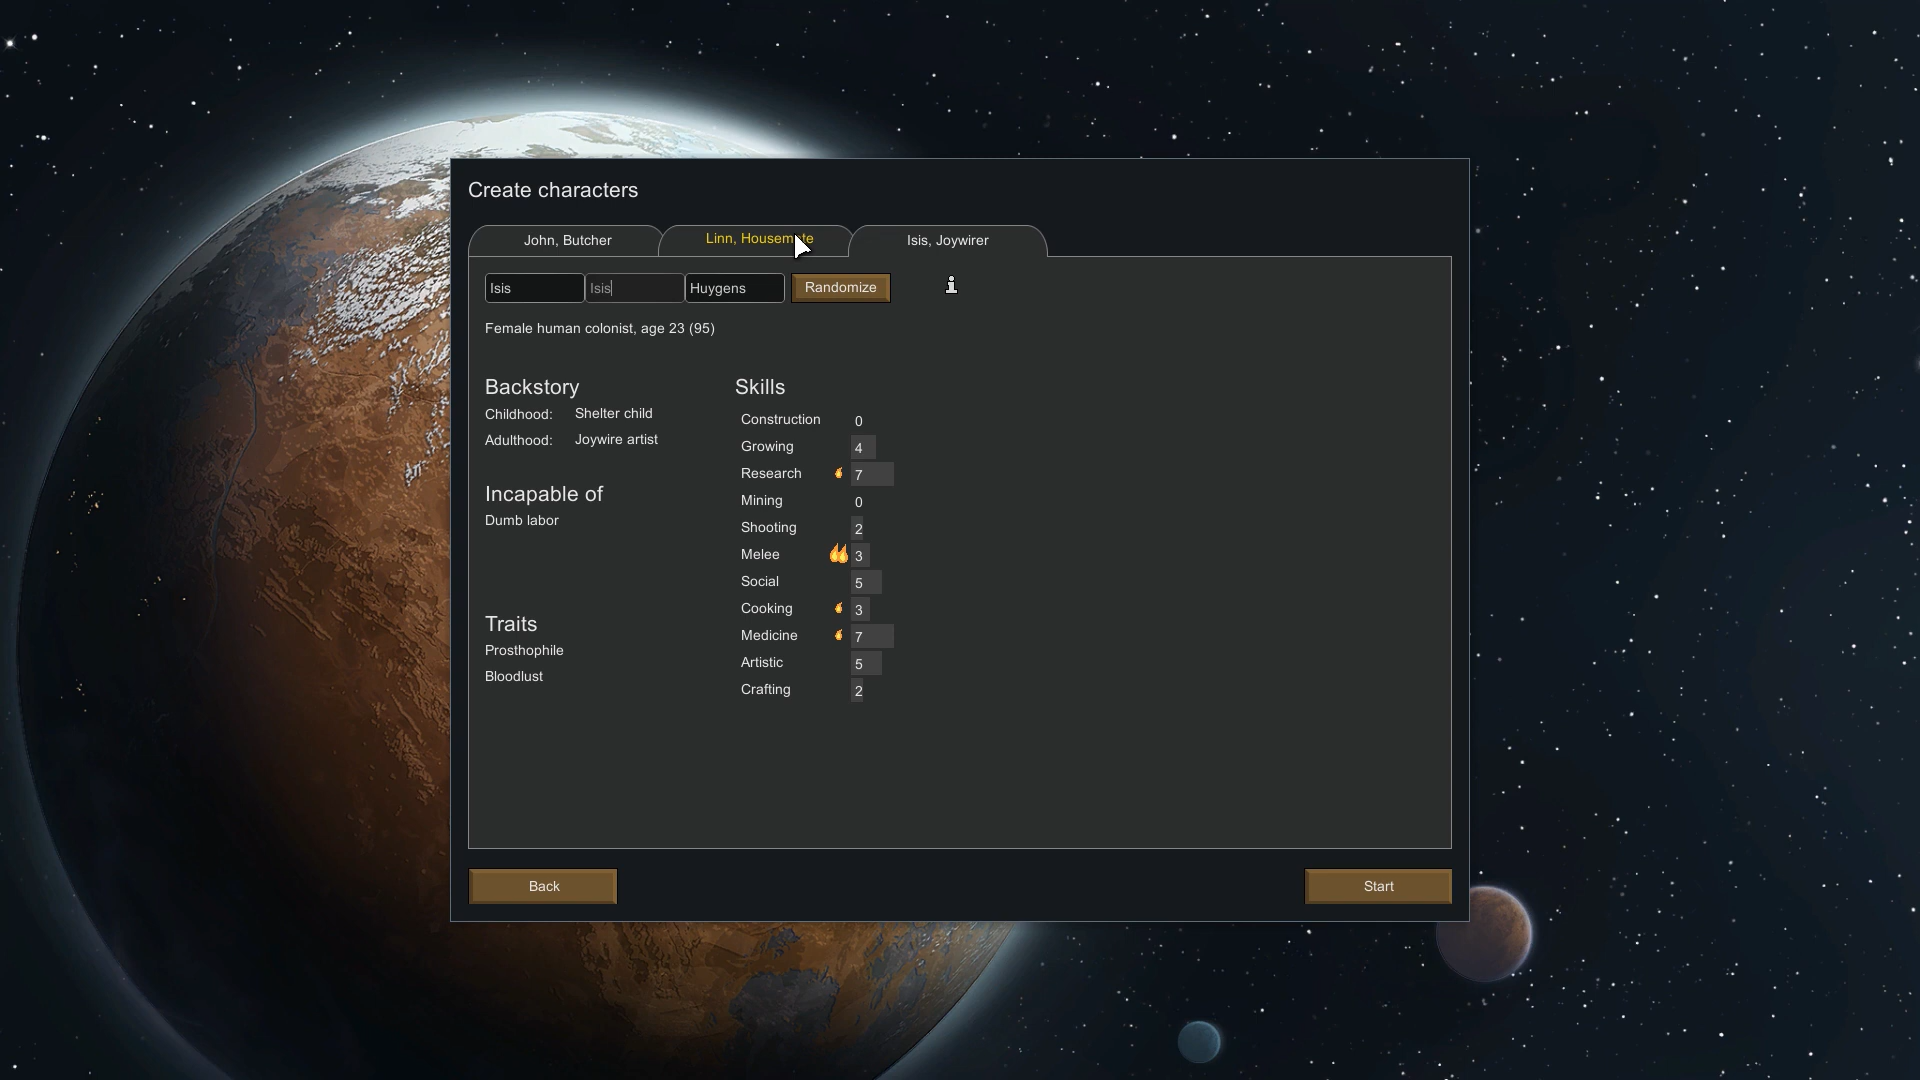 Create characters
John, Butcher
Linn, Housemate
Isis, Joywirer
Isis
Isis
Huygens
Randomize
Female human colonist, age 23 (95)
Backstory
Childhood: Shelter child
Adulthood: Joywire artist
Incapable of
Dumb labor
Traits
Prosthophile
Bloodlust
Skills
Construction 0
Growing 4
Research 7
Mining 0
Shooting 2
Melee 3
Social 5
Cooking 3
Medicine 7
Artistic 5
Crafting 2
Back
Start